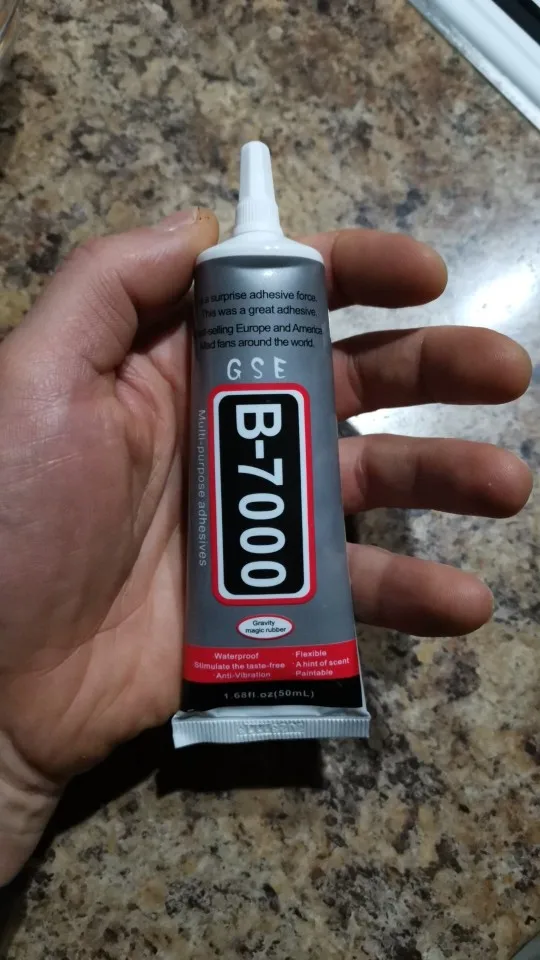 a surprise adhesive force.
This was a great adhesive.
-selling Europe and America
fans around the world.
GSE
B-7000
Multi-purpose adhesives
Gravity
magic rubber
Waterproof · Flexible
·Stimulate the taste-free · A hint of scent
·Anti-Vibration · Paintable
1.68fl.oz(50mL)